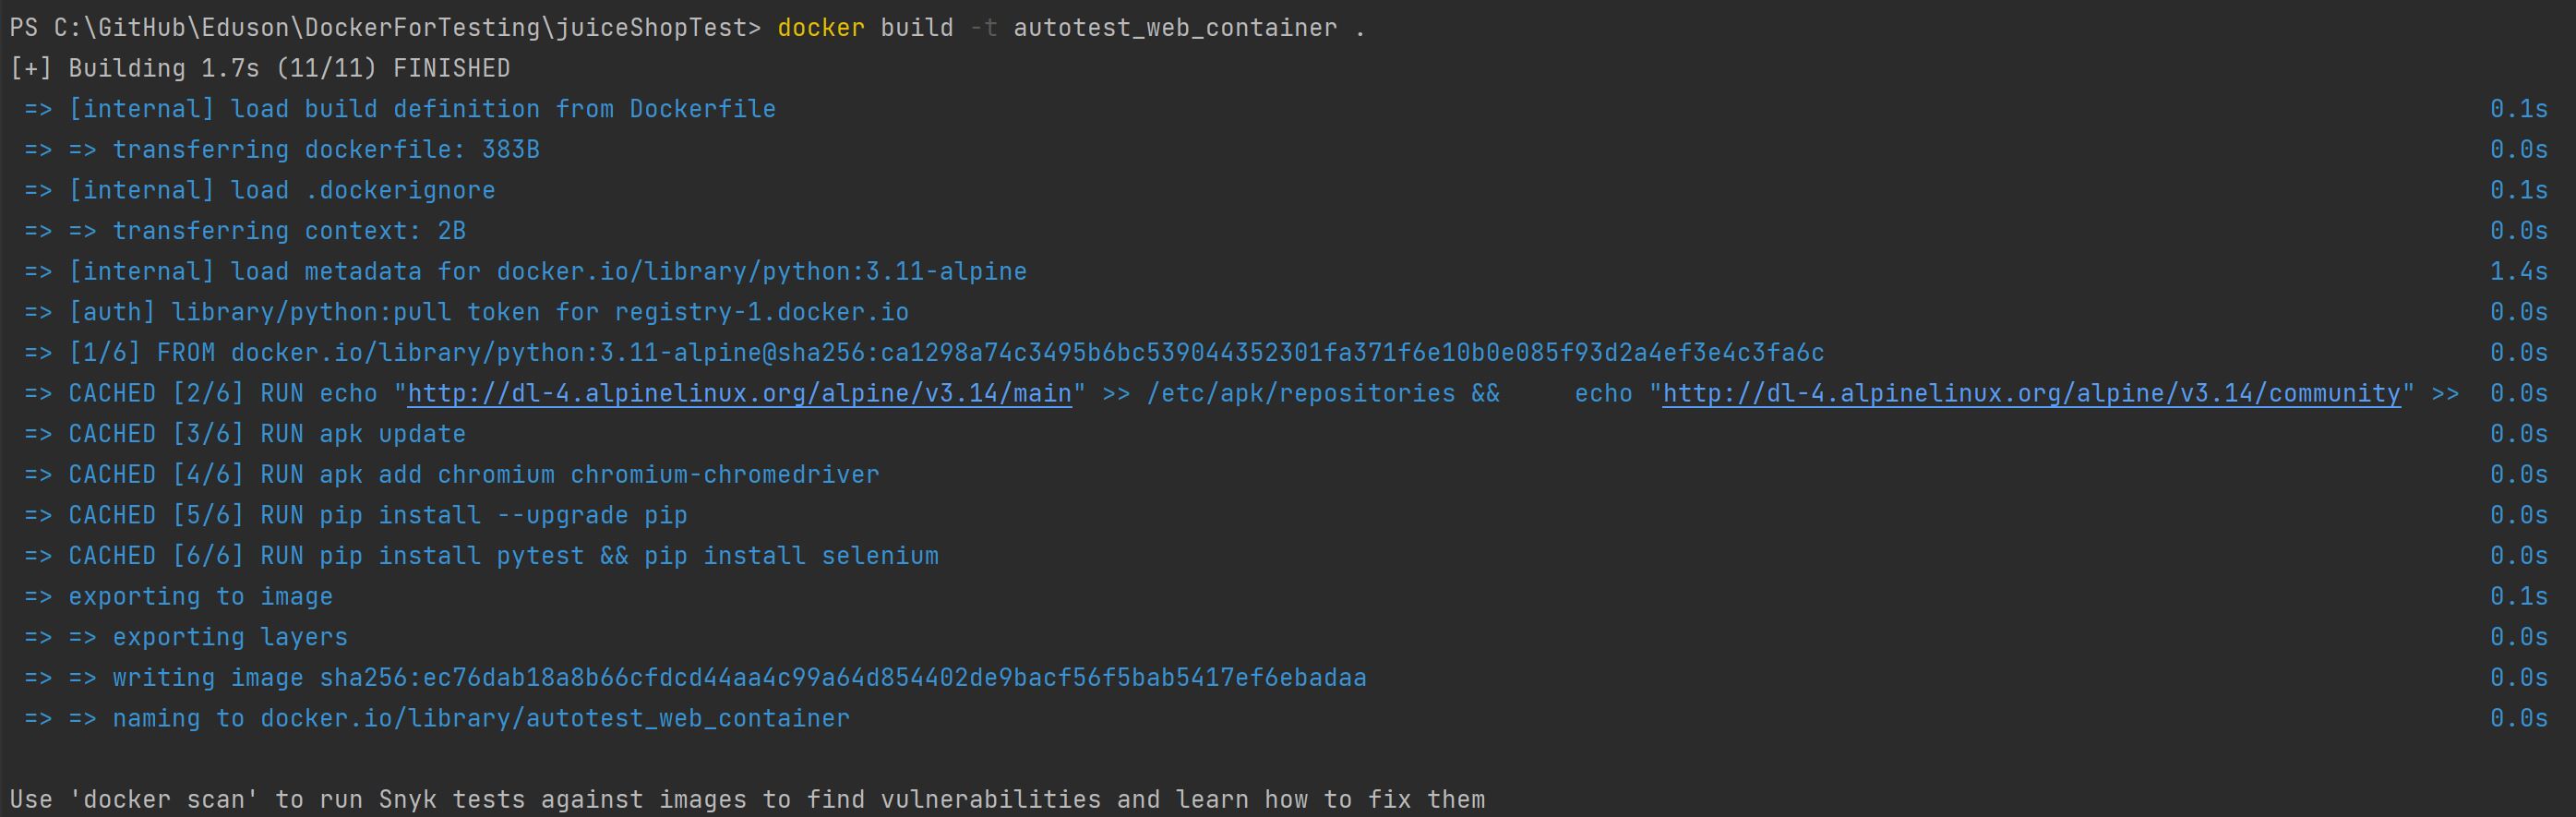 PS C:\GitHub\Eduson\DockerForTesting\juiceShopTest> docker build -t autotest_web_container .
[+] Building 1.7s (11/11) FINISHED
 => [internal] load build definition from Dockerfile 0.1s
 => => transferring dockerfile: 383B 0.0s
 => [internal] load .dockerignore 0.1s
 => => transferring context: 2B 0.0s
 => [internal] load metadata for docker.io/library/python:3.11-alpine 1.4s
 => [auth] library/python:pull token for registry-1.docker.io 0.0s
 => [1/6] FROM docker.io/library/python:3.11-alpine@sha256:ca1298a74c3495b6bc539044352301fa371f6e10b0e085f93d2a4ef3e4c3fa6c 0.0s
 => CACHED [2/6] RUN echo "http://dl-4.alpinelinux.org/alpine/v3.14/main" >> /etc/apk/repositories &&     echo "http://dl-4.alpinelinux.org/alpine/v3.14/community" >> 0.0s
 => CACHED [3/6] RUN apk update 0.0s
 => CACHED [4/6] RUN apk add chromium chromium-chromedriver 0.0s
 => CACHED [5/6] RUN pip install --upgrade pip 0.0s
 => CACHED [6/6] RUN pip install pytest && pip install selenium 0.0s
 => exporting to image 0.1s
 => => exporting layers 0.0s
 => => writing image sha256:ec76dab18a8b66cfdcd44aa4c99a64d854402de9bacf56f5bab5417ef6ebadaa 0.0s
 => => naming to docker.io/library/autotest_web_container 0.0s
Use 'docker scan' to run Snyk tests against images to find vulnerabilities and learn how to fix them